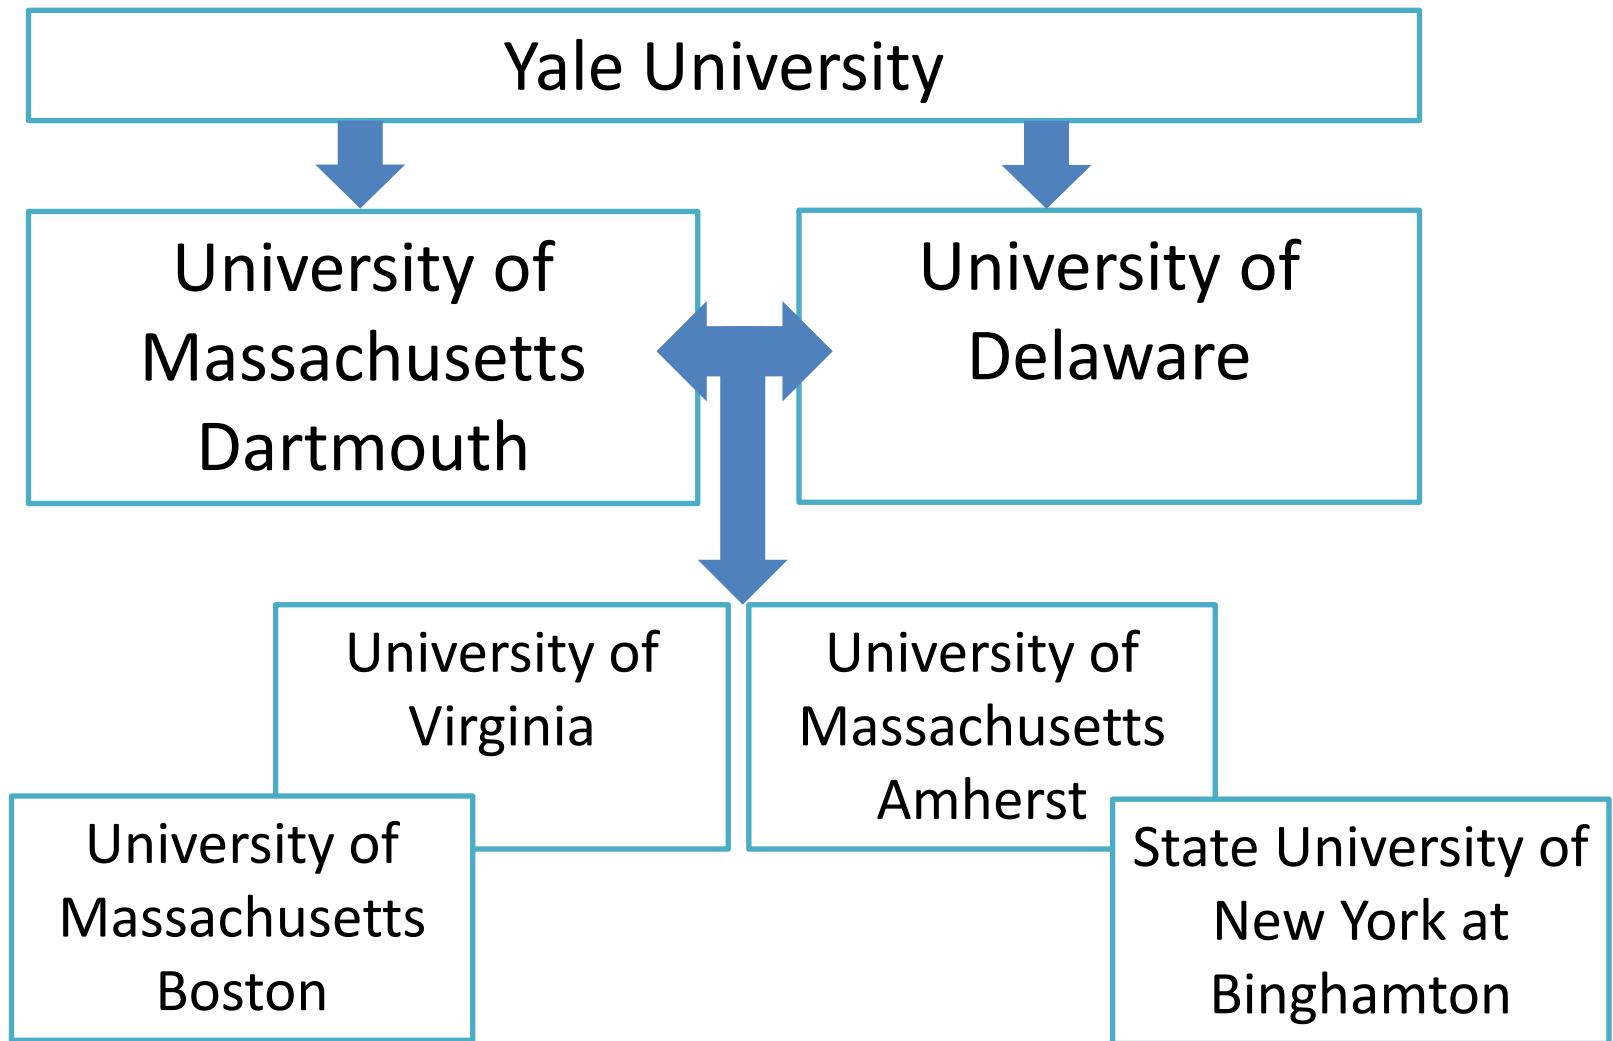 Yale University
University of
Massachusetts
Dartmouth
University of
Delaware
University of
Virginia
University of
Massachusetts
Amherst
University of
Massachusetts
Boston
State University of
New York at
Binghamton